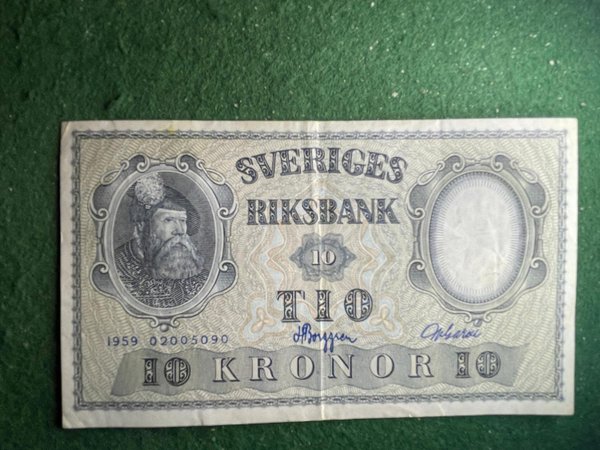 SVERIGES
RIKSBANK
10
TIO
1959 02005090
10 KRONOR 10